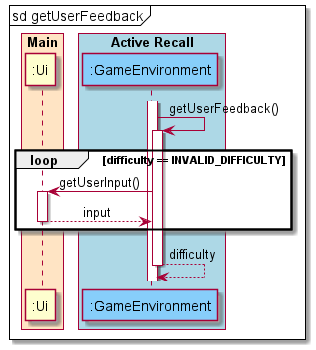 sd getUserFeedback
Main
Active Recall
:Ui
:GameEnvironment
getUserFeedback()
loop
[difficulty == INVALID_DIFFICULTY]
getUserInput()
input
difficulty
:Ui
:GameEnvironment